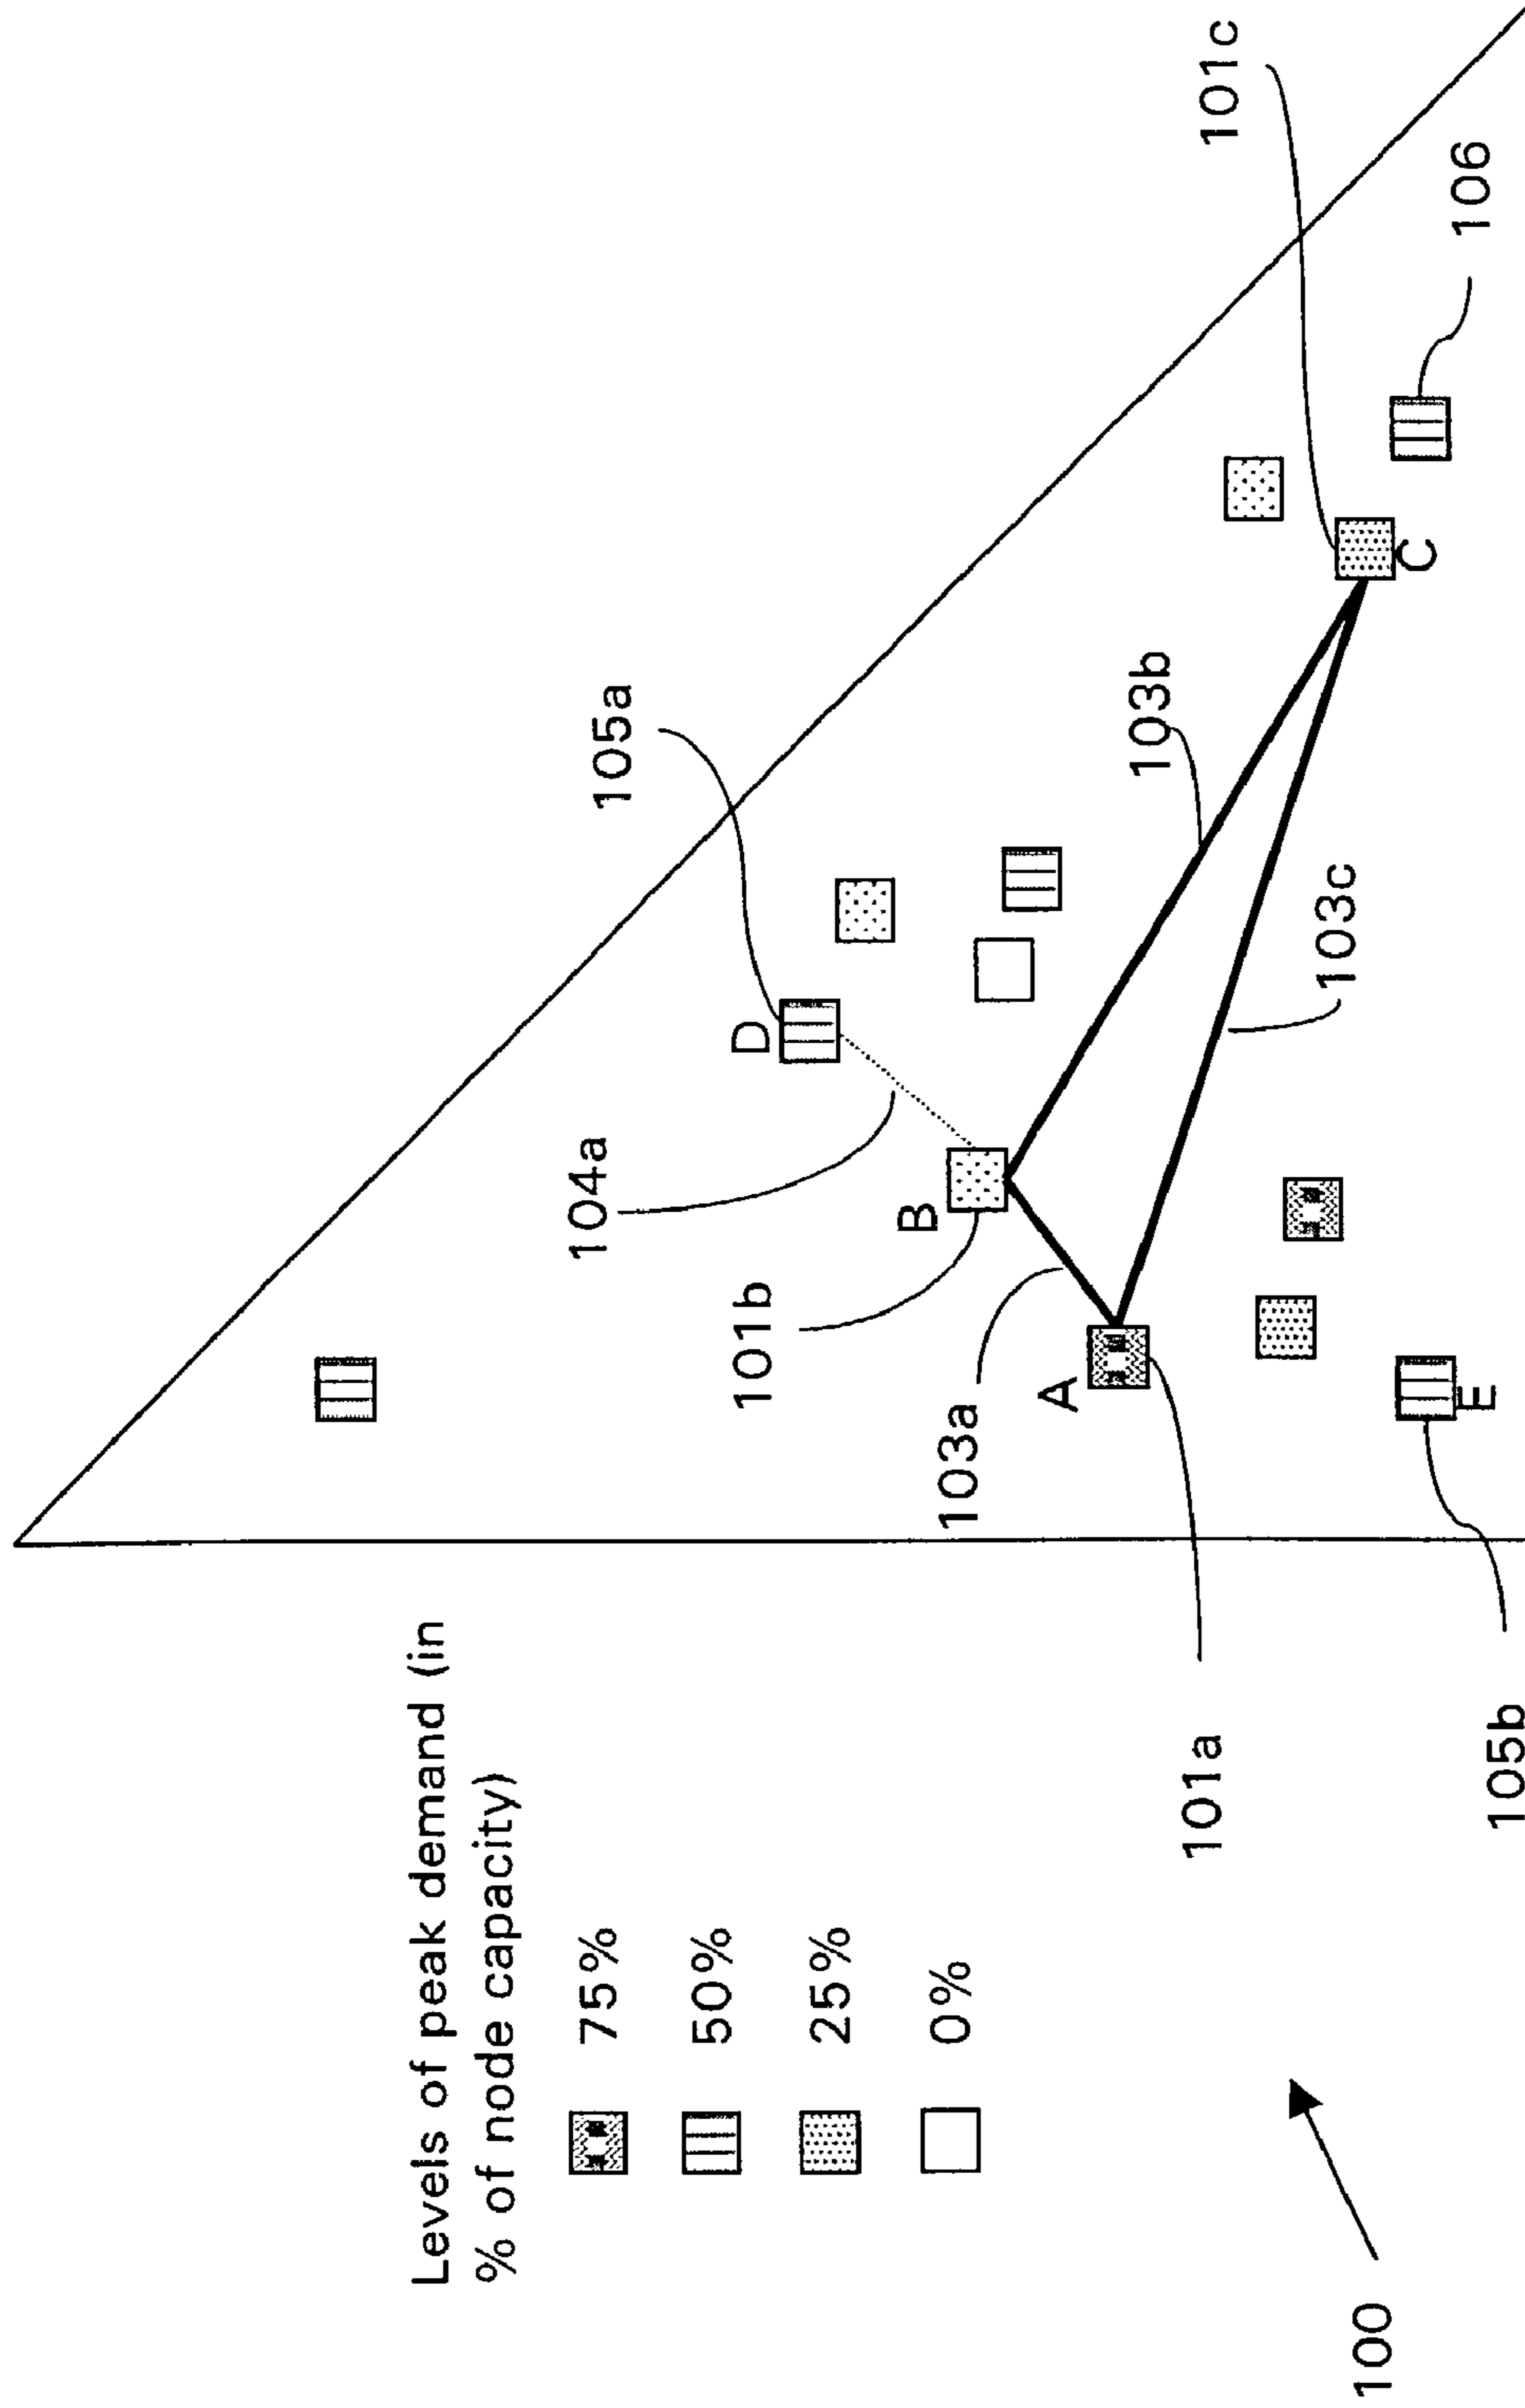 Levels of peak demand (in
% of node capacity)
75%
50%
25%
0%
100
104a
105a
D
101b
B
103a
A
103b
103c
101c
C
106
E
101a
105b